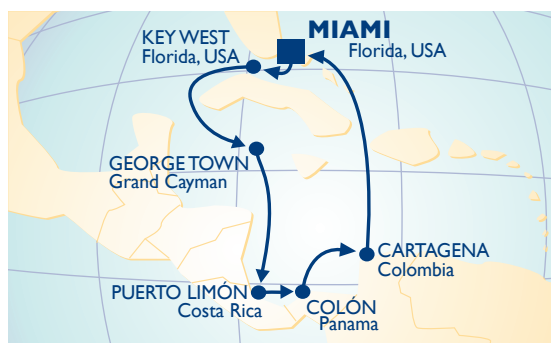 MIAMI
Florida, USA
KEY WEST
Florida, USA
GEORGE TOWN
Grand Cayman
CARTAGENA
Colombia
PUERTO LIMÓN
Costa Rica
COLÓN
Panama